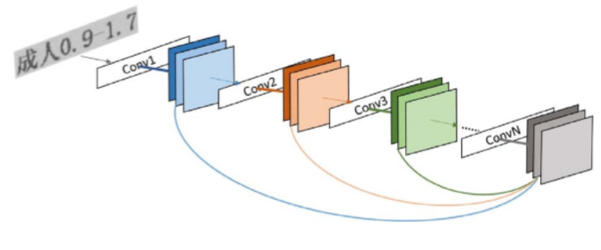 成人0.9-1.7
Conv1
Conv2
Conv3
......
ConvN